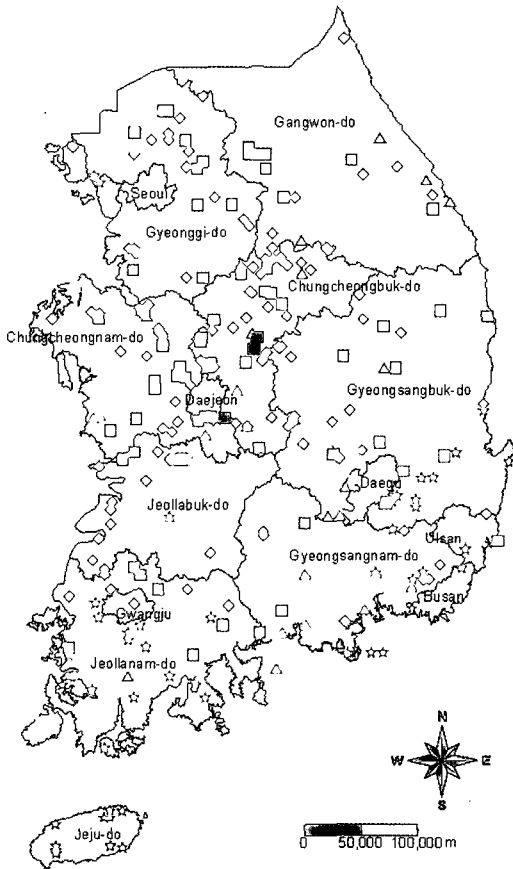 Gangwon-do
Seoul
Gyeonggi-do
Chungcheongbuk-do
Chungcheongnam-do
Gyeongsangbuk-do
Daejeon
Daegu
Jeollabuk-do
Ulsan
Gyeongsangnam-do
Busan
Gwangju
Jeollanam-do
N
W E
S
Jeju-do
0 50,000 100,000 m